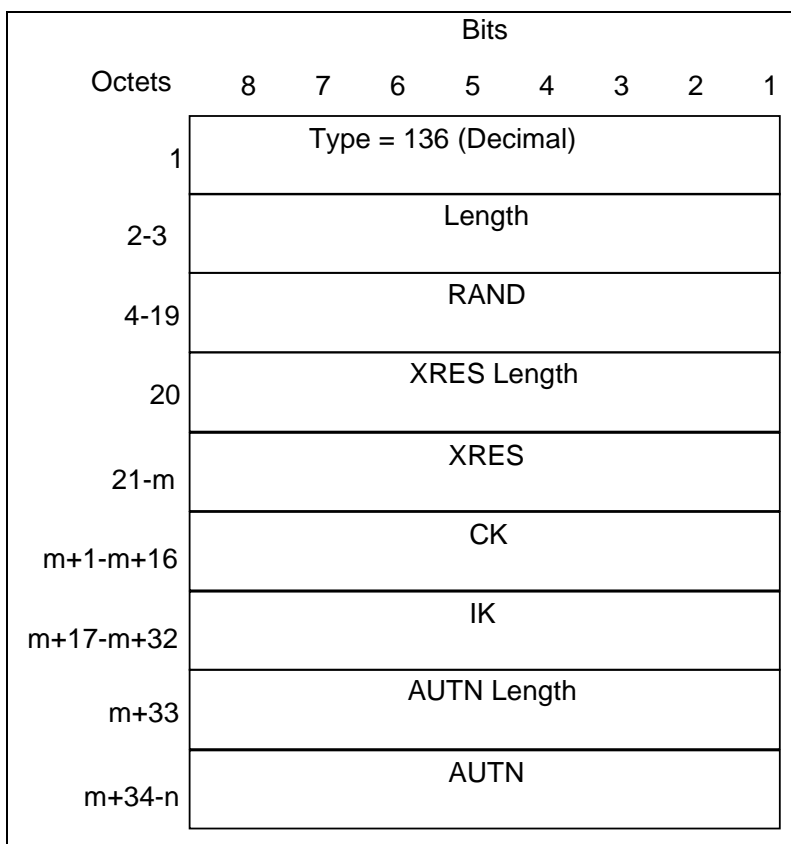 Bits
Octets 8 7 6 5 4 3 2 1
1 Type = 136 (Decimal)
2-3 Length
4-19 RAND
20 XRES Length
21-m XRES
m+1-m+16 CK
m+17-m+32 IK
m+33 AUTN Length
m+34-n AUTN